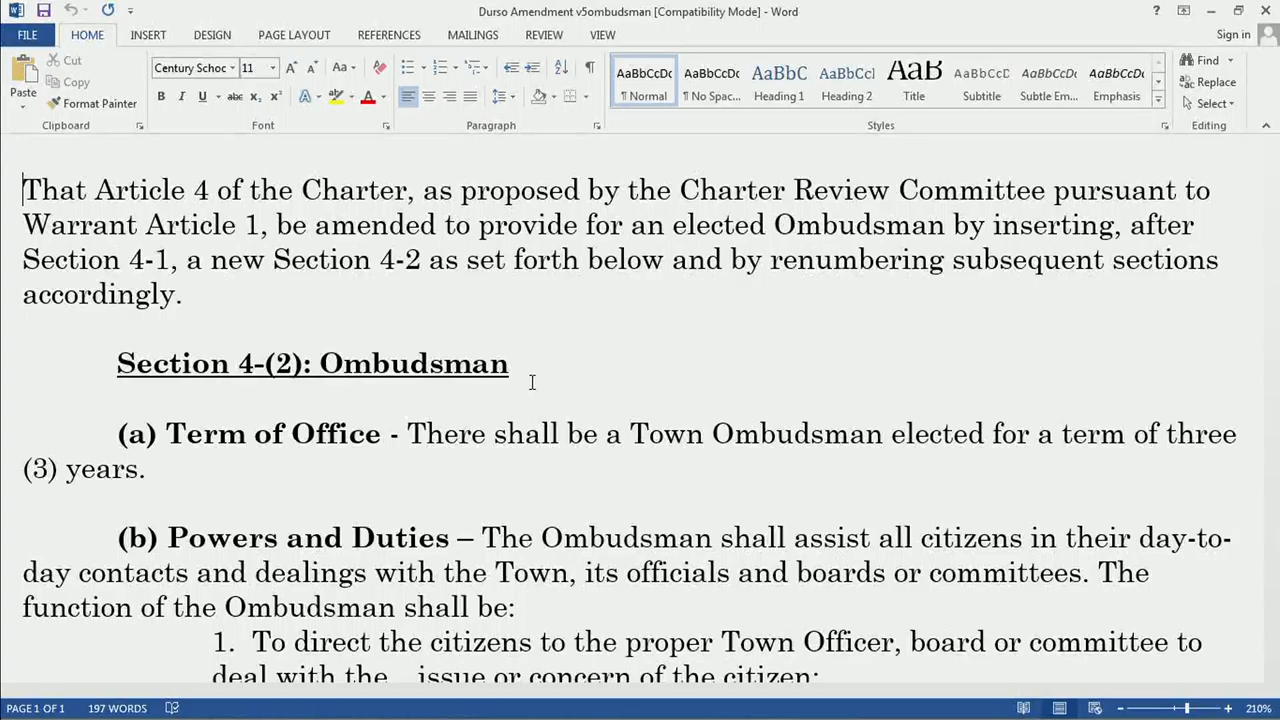 Durso Amendment v5ombudsman [Compatibility Mode] - Word
FILE HOME INSERT DESIGN PAGE LAYOUT REFERENCES MAILINGS REVIEW VIEW Sign in
Paste
Cut
Copy
Format Painter
Clipboard
Century Schoc 11
Font
Paragraph
AaBbCcDc AaBbCcDc AaBbC AaBbCcI AaB AaBbCcDc AaBbCcDc AaBbCcDc
¶ Normal ¶ No Spac... Heading 1 Heading 2 Title Subtitle Subtle Em... Emphasis
Styles
Find
Replace
Select
Editing
That Article 4 of the Charter, as proposed by the Charter Review Committee pursuant to
Warrant Article 1, be amended to provide for an elected Ombudsman by inserting, after
Section 4-1, a new Section 4-2 as set forth below and by renumbering subsequent sections
accordingly.
Section 4-(2): Ombudsman
(a) Term of Office - There shall be a Town Ombudsman elected for a term of three
(3) years.
(b) Powers and Duties – The Ombudsman shall assist all citizens in their day-to-
day contacts and dealings with the Town, its officials and boards or committees. The
function of the Ombudsman shall be:
1. To direct the citizens to the proper Town Officer, board or committee to
deal with the issue or concern of the citizen;
PAGE 1 OF 1 197 WORDS 210%